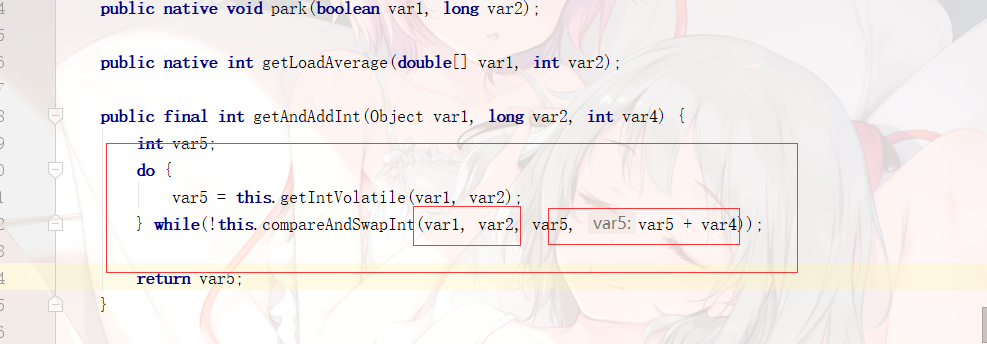 4 public native void park(boolean var1, long var2);
5
6 public native int getLoadAverage(double[] var1, int var2);
7
8 public final int getAndAddInt(Object var1, long var2, int var4) {
9 int var5;
0 do {
1 var5 = this.getIntVolatile(var1, var2);
2 } while(!this.compareAndSwapInt(var1, var2, var5, var5: var5 + var4));
3
4 return var5;
5 }
6